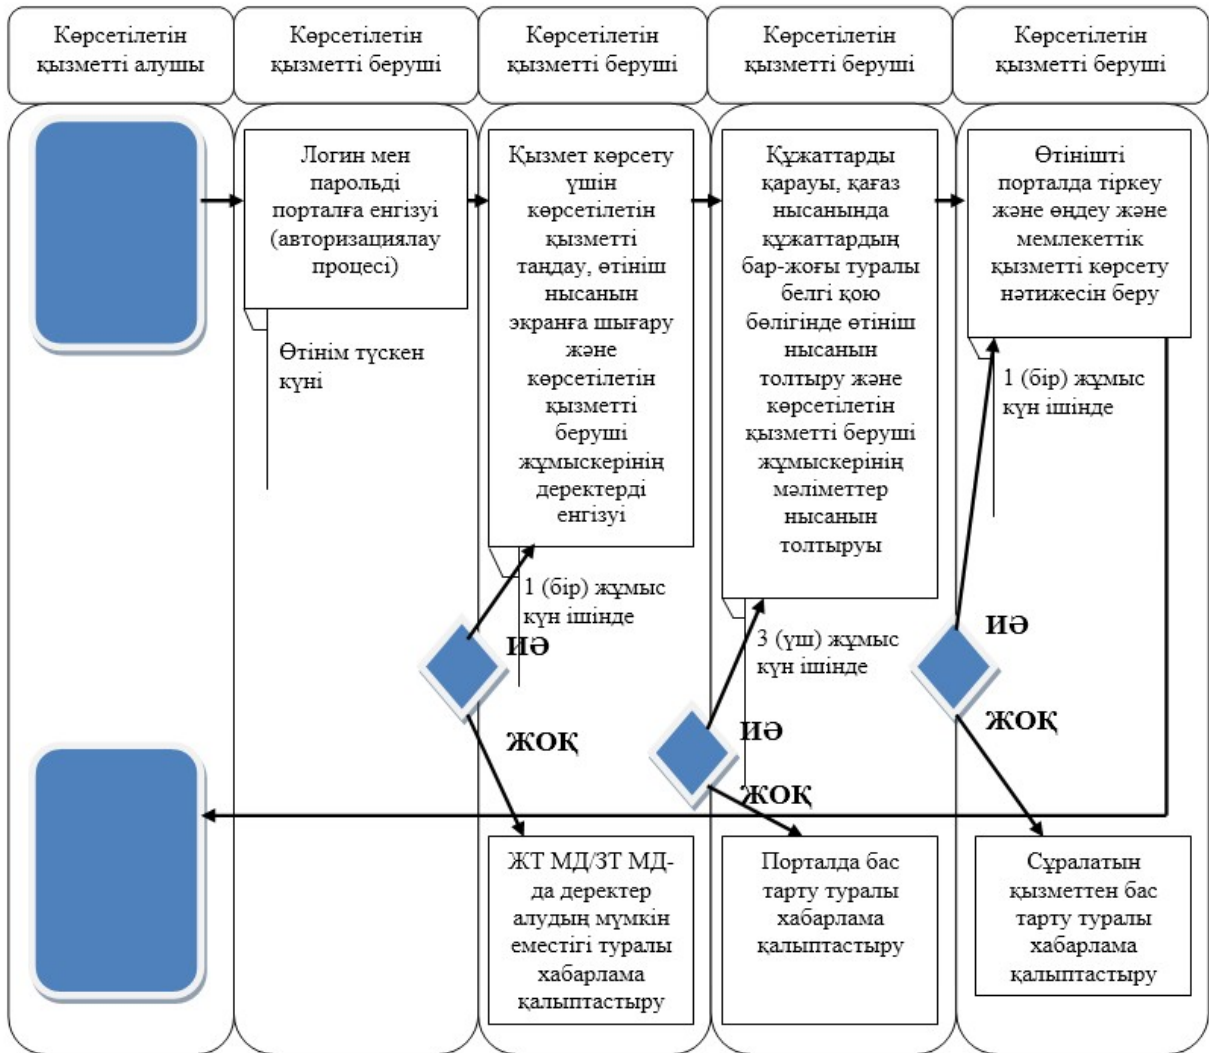 Көрсетілетін
қызметті алушы
Көрсетілетін
қызметті беруші
Көрсетілетін
қызметті беруші
Көрсетілетін
қызметті беруші
Көрсетілетін
қызметті беруші
Логин мен
парольді
порталға енгізуі
(авторизациялау
процесі)
Өтінім түскен
күні
Қызмет көрсету
үшін
көрсетілетін
қызметті
таңдау, өтініш
нысанын
экранға шығару
және
көрсетілетін
қызметті
беруші
жұмыскерінің
деректерді
енгізуі
1 (бір) жұмыс
күн ішінде
ИӘ
ЖОҚ
ЖТ МД/ЗТ МД-
да деректер
алудың мүмкін
еместігі туралы
хабарлама
қалыптастыру
Құжаттарды
қарауы, қағаз
нысанында
құжаттардың
бар-жоғы туралы
белгі қою
бөлігінде өтініш
нысанын
толтыру және
көрсетілетін
қызметті беруші
жұмыскерінің
мәліметтер
нысанын
толтыруы
3 (үш) жұмыс
күн ішінде
ИӘ
ЖОҚ
Порталда бас
тарту туралы
хабарлама
қалыптастыру
Өтінішті
порталда тіркеу
және өңдеу және
мемлекеттік
қызметті көрсету
нәтижесін беру
1 (бір) жұмыс
күн ішінде
ИӘ
ЖОҚ
Сұралатын
қызметтен бас
тарту туралы
хабарлама
қалыптастыру